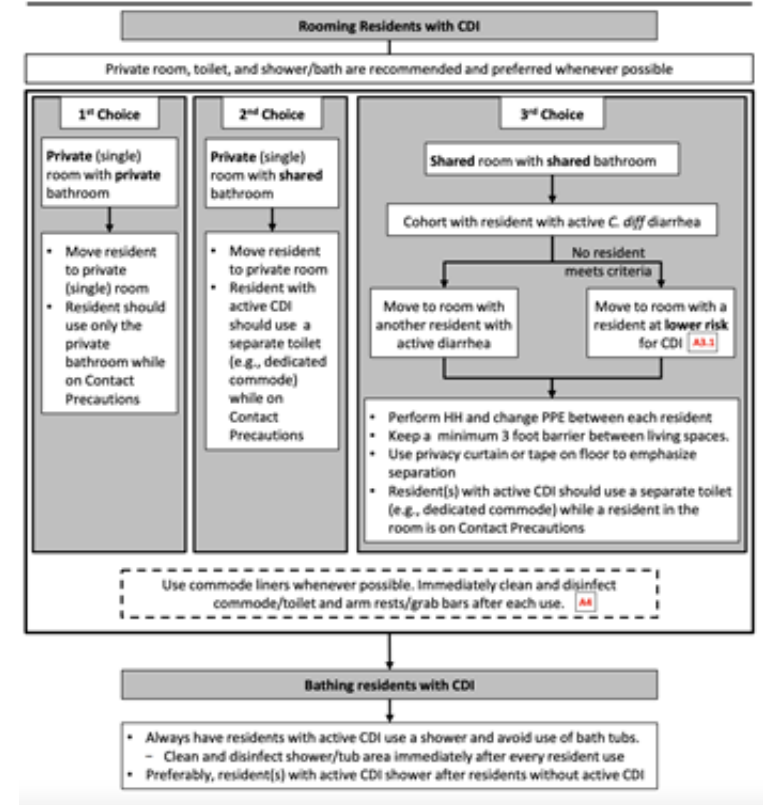 Rooming Residents with CDI
Private room, toilet, and shower/bath are recommended and preferred whenever possible
1st Choice
Private (single)
room with private
bathroom
• Move resident
to private
(single) room
• Resident should
use only the
private
bathroom while
on Contact
Precautions
2nd Choice
Private (single)
room with shared
bathroom
• Move resident
to private room
• Resident with
active CDI
should use a
separate toilet
(e.g., dedicated
commode)
while on
Contact
Precautions
3rd Choice
Shared room with shared bathroom
Cohort with resident with active C. diff diarrhea
No resident
meets criteria
Move to room with
another resident with
active diarrhea
Move to room with a
resident at lower risk
for CDI A3.1
• Perform HH and change PPE between each resident
• Keep a minimum 3 foot barrier between living spaces.
• Use privacy curtain or tape on floor to emphasize
separation
• Resident(s) with active CDI should use a separate toilet
(e.g., dedicated commode) while a resident in the
room is on Contact Precautions
Use commode liners whenever possible. Immediately clean and disinfect
commode/toilet and arm rests/grab bars after each use. A4
Bathing residents with CDI
• Always have residents with active CDI use a shower and avoid use of bath tubs.
– Clean and disinfect shower/tub area immediately after every resident use
• Preferably, resident(s) with active CDI shower after residents without active CDI